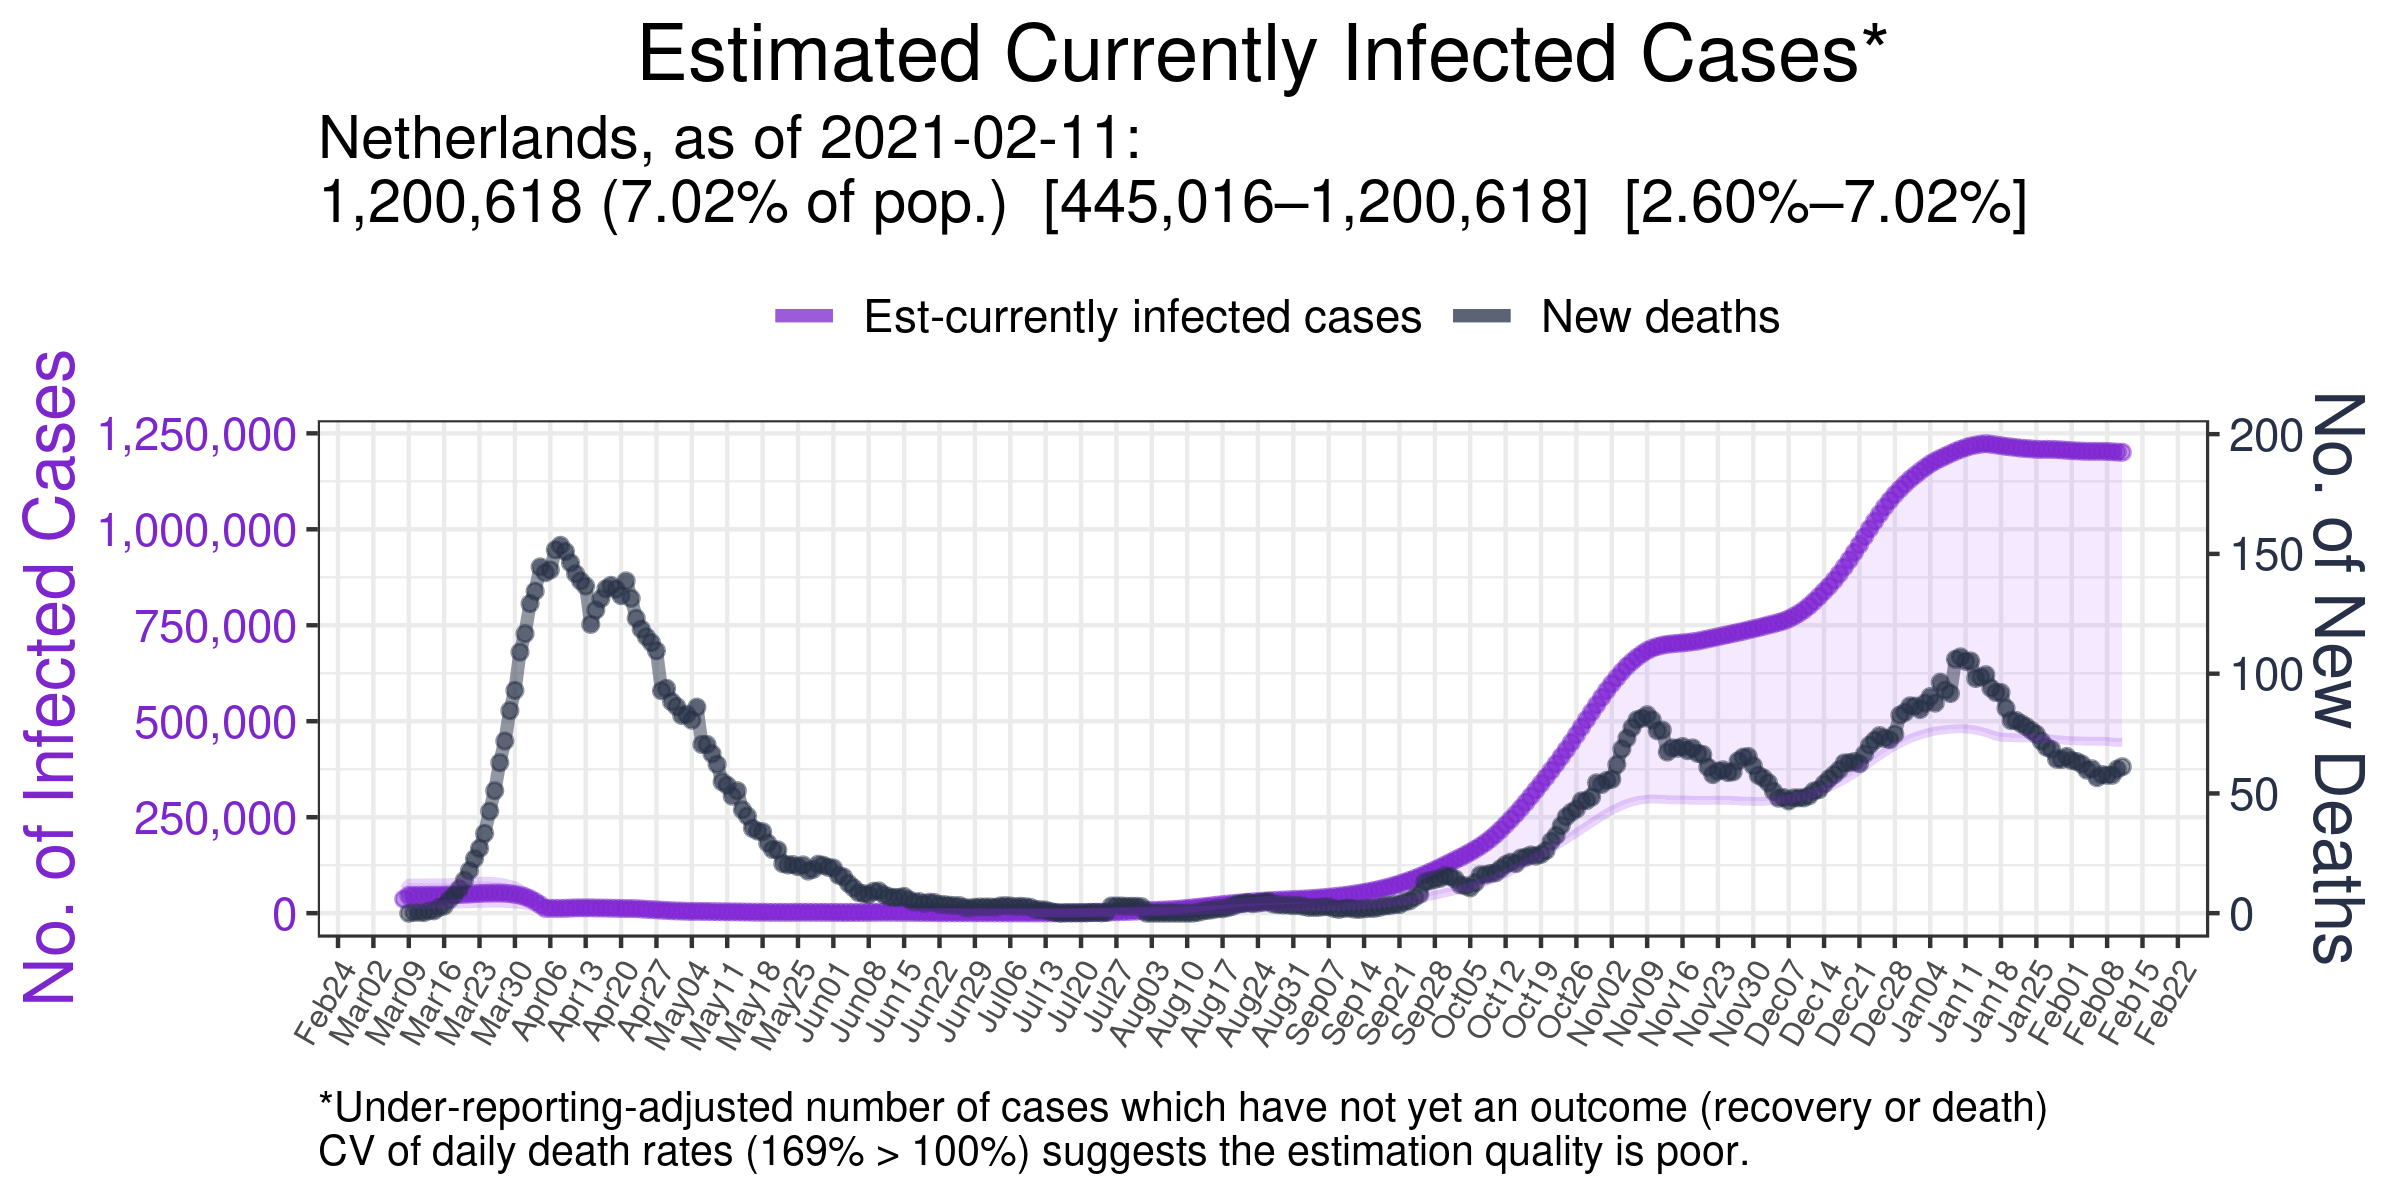 Estimated Currently Infected Cases*
Netherlands, as of 2021-02-11:
1,200,618 (7.02% of pop.) [445,016–1,200,618] [2.60%–7.02%]
Est-currently infected cases
New deaths
No. of Infected Cases
1,250,000
1,000,000
750,000
500,000
250,000
0
200
150
100
50
0
No. of New Deaths
Feb24
Mar02
Mar09
Mar16
Mar23
Mar30
Apr06
Apr13
Apr20
Apr27
May04
May11
May18
May25
Jun01
Jun08
Jun15
Jun22
Jun29
Jul06
Jul13
Jul20
Jul27
Aug03
Aug10
Aug17
Aug24
Aug31
Sep07
Sep14
Sep21
Sep28
Oct05
Oct12
Oct19
Oct26
Nov02
Nov09
Nov16
Nov23
Nov30
Dec07
Dec14
Dec21
Dec28
Jan04
Jan11
Jan18
Jan25
Feb01
Feb08
Feb15
Feb22
*Under-reporting-adjusted number of cases which have not yet an outcome (recovery or death)
CV of daily death rates (169% > 100%) suggests the estimation quality is poor.